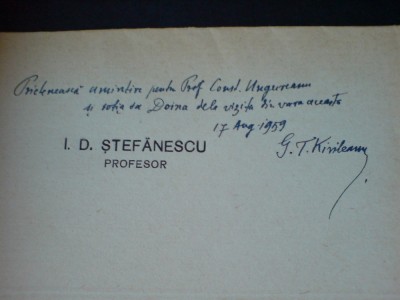 Prietenească amintire pentru Prof Const. Ungureanu
și soția sa Doina dela vizita din vara aceasta
17 Aug 1959
I. D. ȘTEFĂNESCU
PROFESOR
G. T. Kirileanu